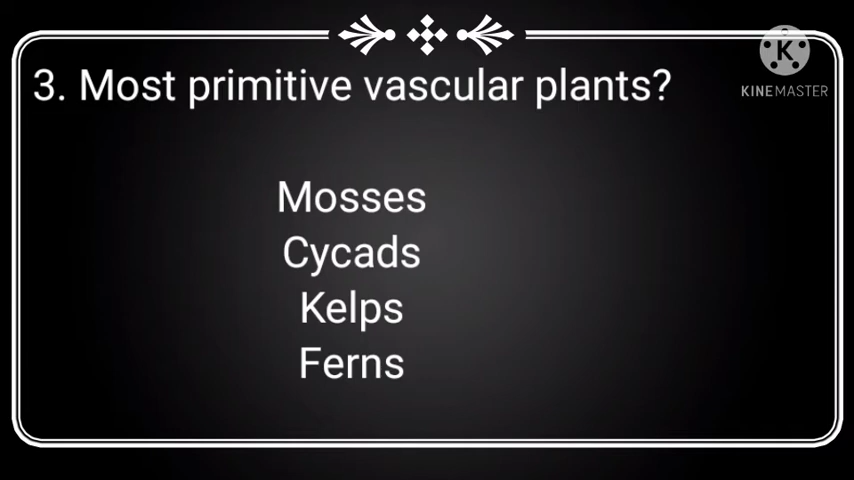 3. Most primitive vascular plants?
K
KINEMASTER
Mosses
Cycads
Kelps
Ferns